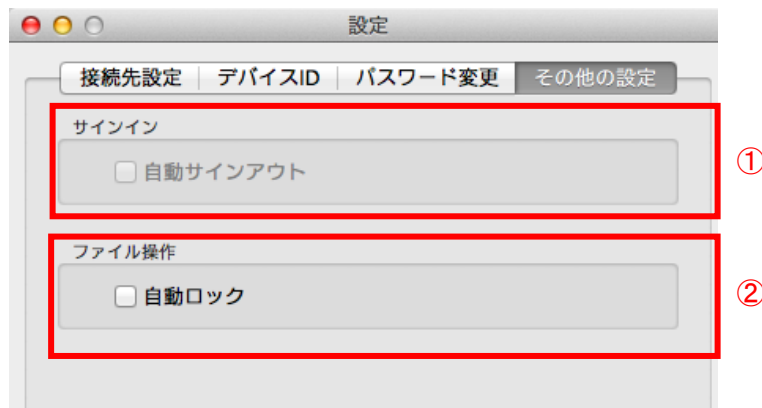 設定
接続先設定 デバイスID パスワード変更 その他の設定
サインイン
自動サインアウト
①
ファイル操作
自動ロック
②